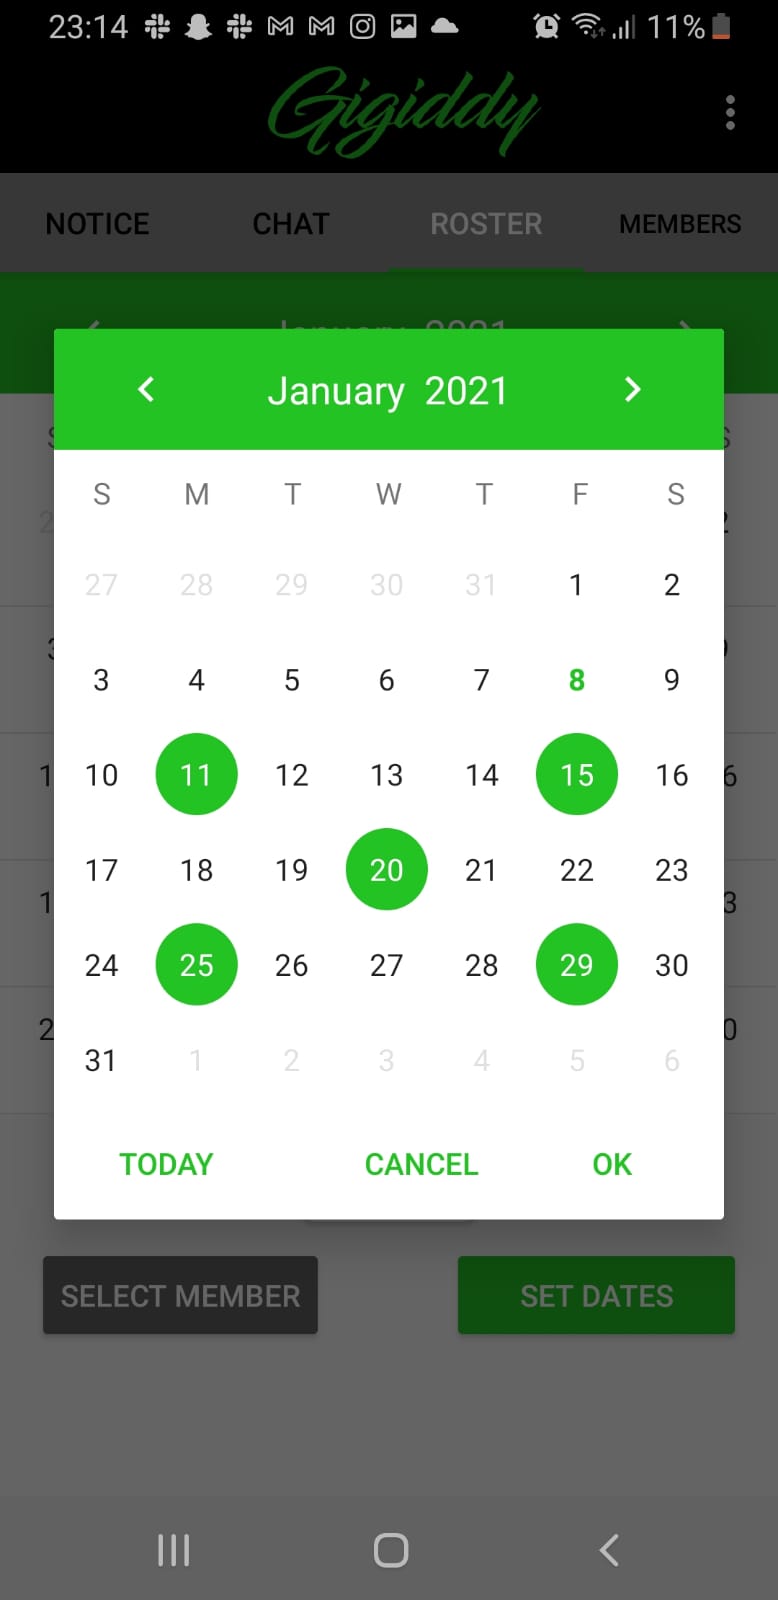 23:14 11%
Gigiddy
NOTICE CHAT ROSTER MEMBERS
January 2021
S M T W T F S
27 28 29 30 31 1 2
3 4 5 6 7 8 9
10 11 12 13 14 15 16
17 18 19 20 21 22 23
24 25 26 27 28 29 30
31 1 2 3 4 5 6
TODAY CANCEL OK
SELECT MEMBER SET DATES